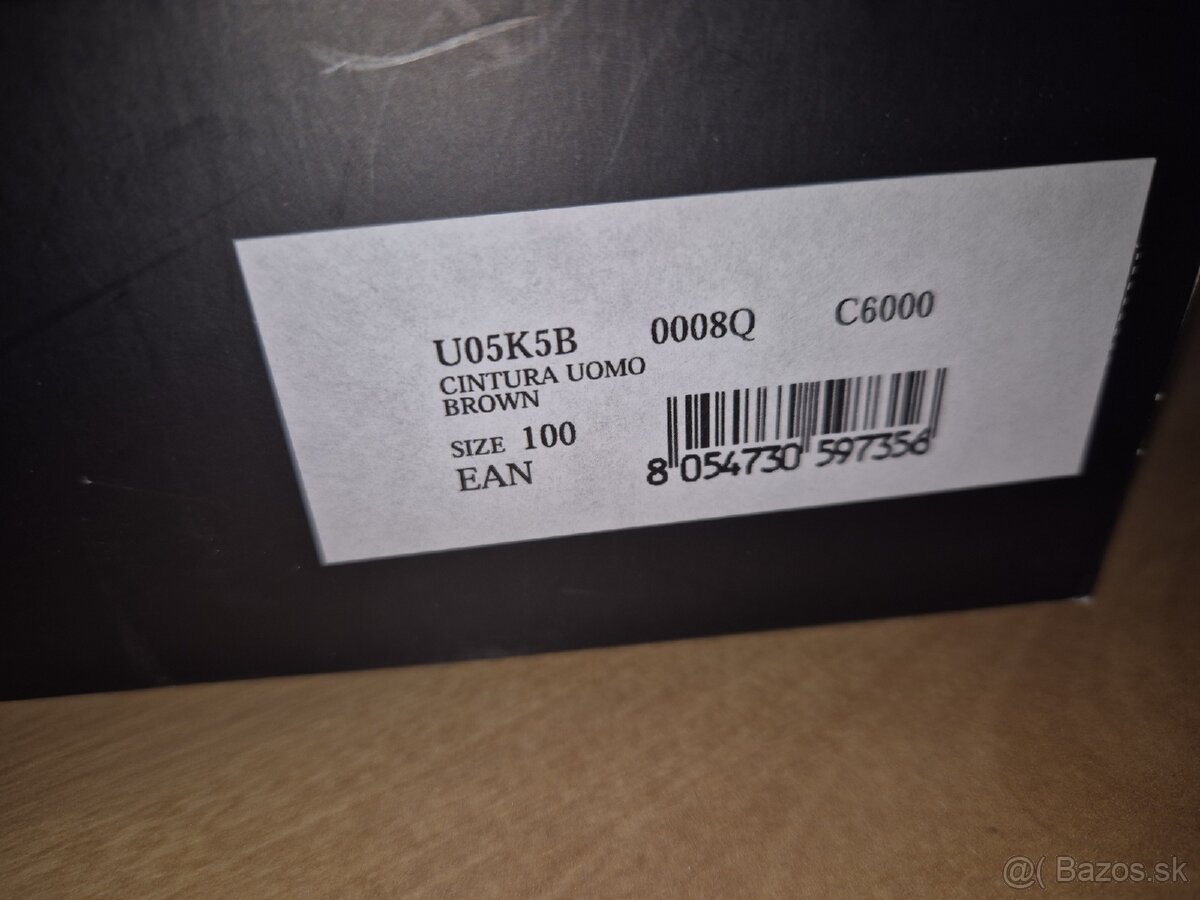 U05K5B 0008Q C6000
CINTURA UOMO
BROWN
SIZE 100
EAN
8 054730 597356
@( Bazos.sk